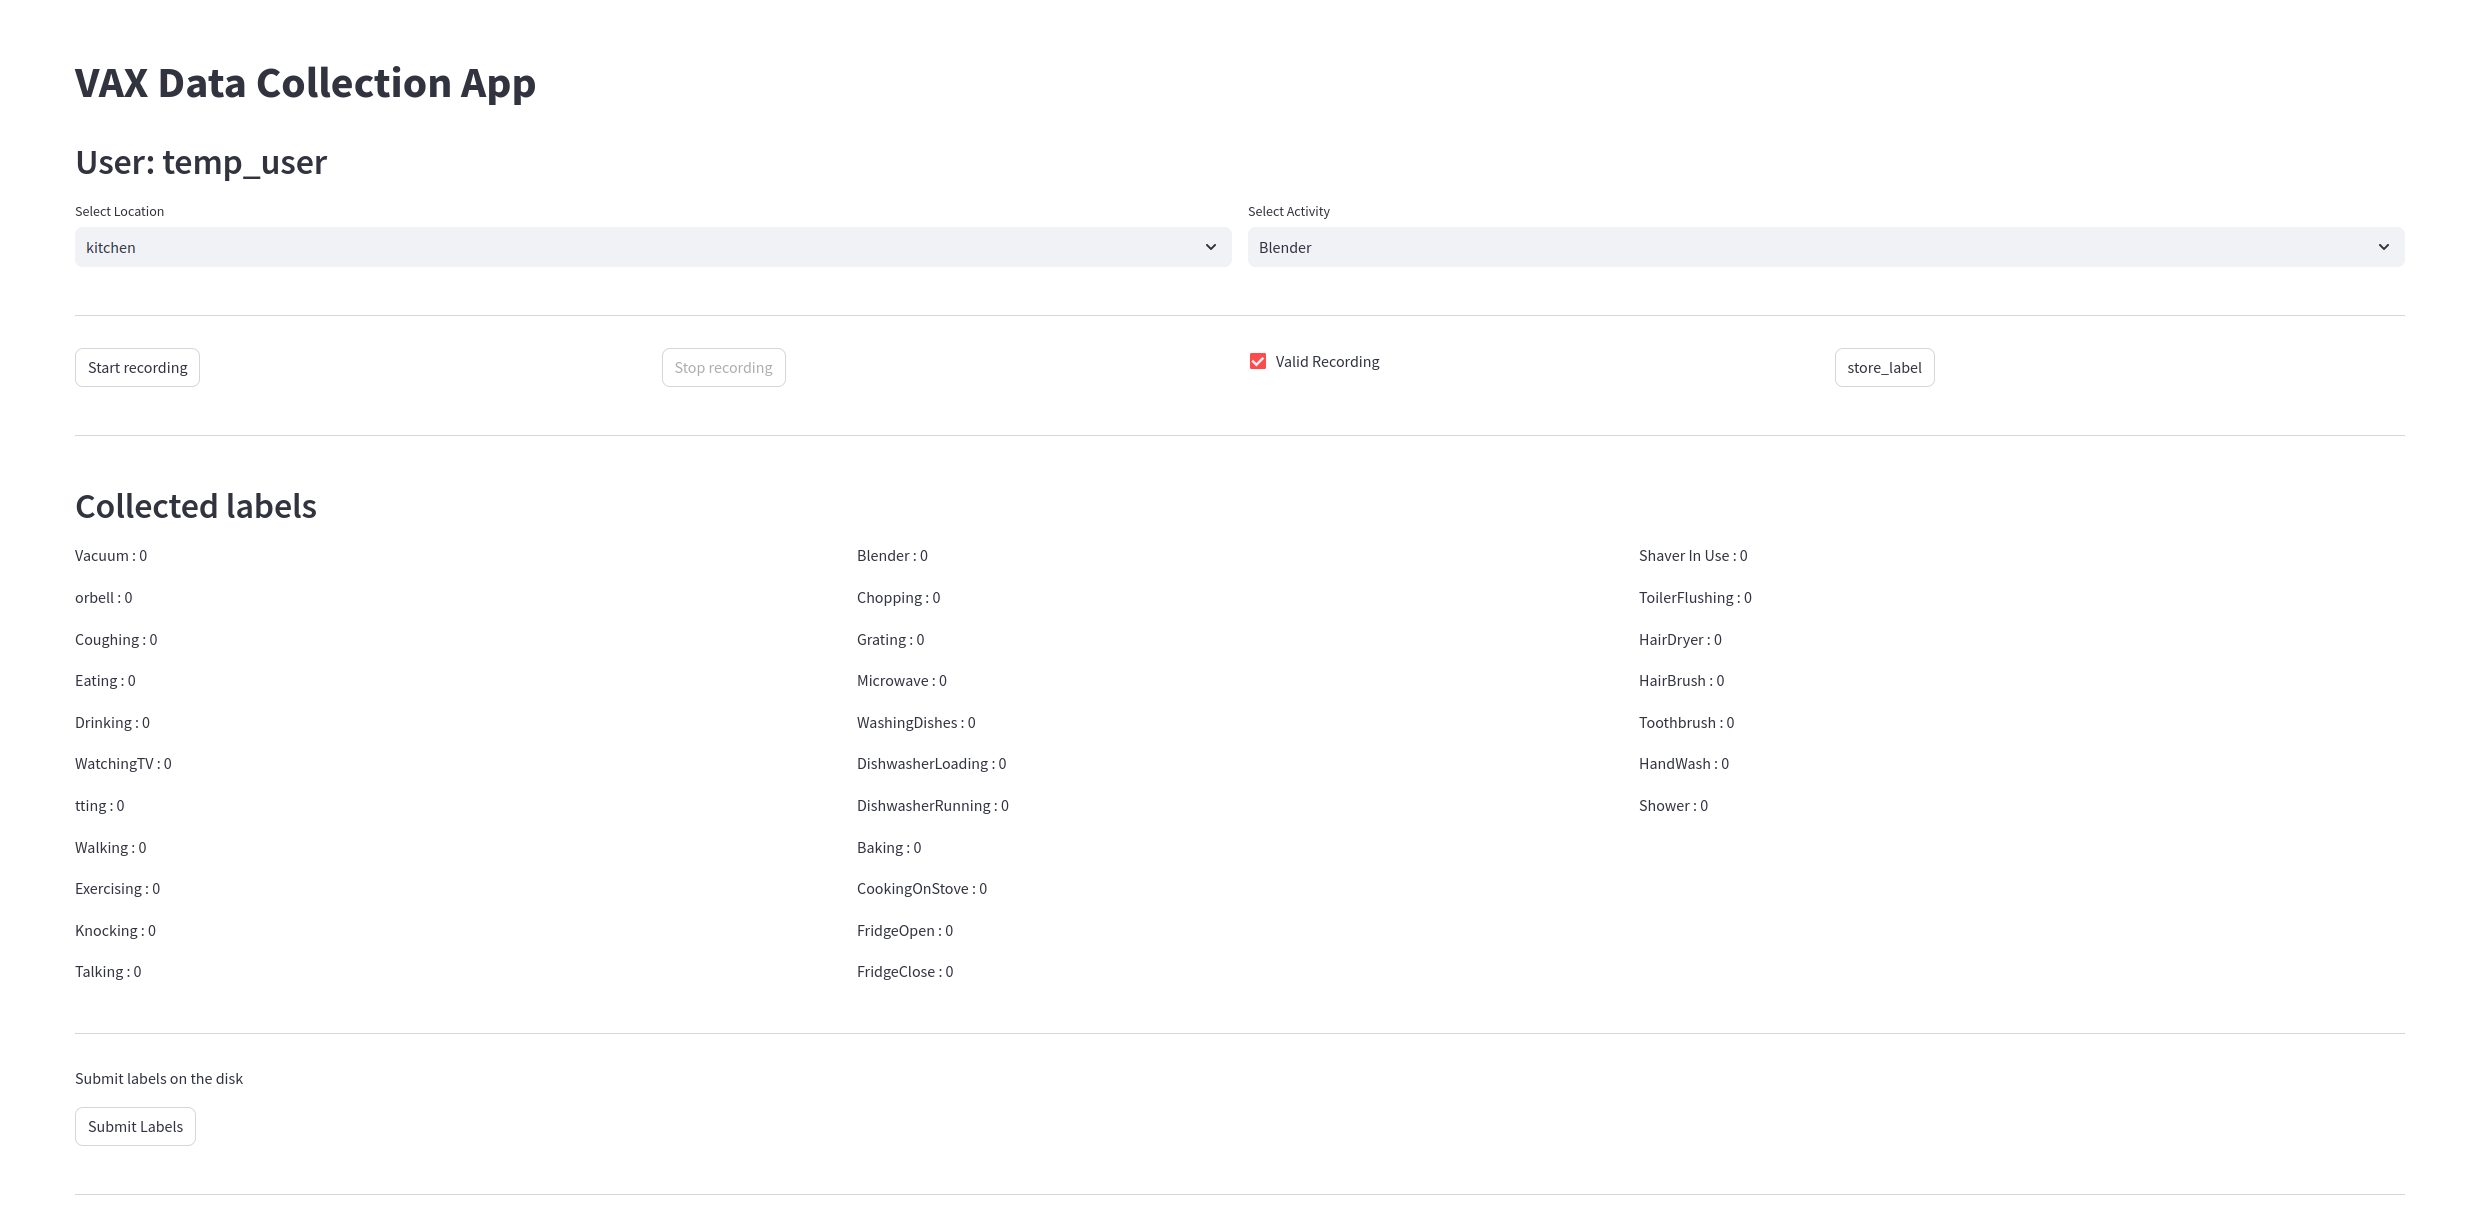 VAX Data Collection App
User: temp_user
Select Location
kitchen
Select Activity
Blender
Start recording
Stop recording
Valid Recording
store_label
Collected labels
Vacuum : 0
orbell : 0
Coughing : 0
Eating : 0
Drinking : 0
WatchingTV : 0
tting : 0
Walking : 0
Exercising : 0
Knocking : 0
Talking : 0
Blender : 0
Chopping : 0
Grating : 0
Microwave : 0
WashingDishes : 0
DishwasherLoading : 0
DishwasherRunning : 0
Baking : 0
CookingOnStove : 0
FridgeOpen : 0
FridgeClose : 0
Shaver In Use : 0
ToilerFlushing : 0
HairDryer : 0
HairBrush : 0
Toothbrush : 0
HandWash : 0
Shower : 0
Submit labels on the disk
Submit Labels